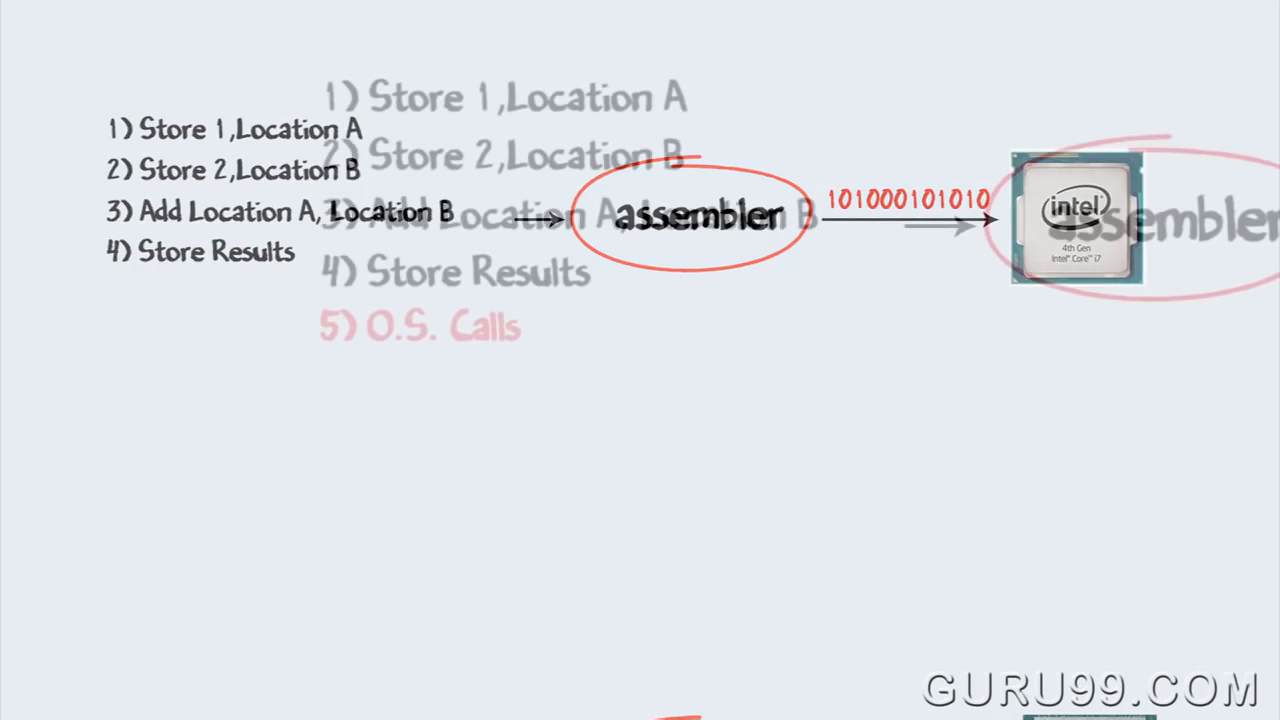 1) Store 1,Location A
2) Store 2,Location B
3) Add Location A, Location B
4) Store Results
assembler
101000101010
intel
4th Gen
Intel® Core™ i7
1) Store 1,Location A
2) Store 2,Location B
3) Add Location A, Location B
4) Store Results
5) O.S. Calls
assembler
GURU99.COM